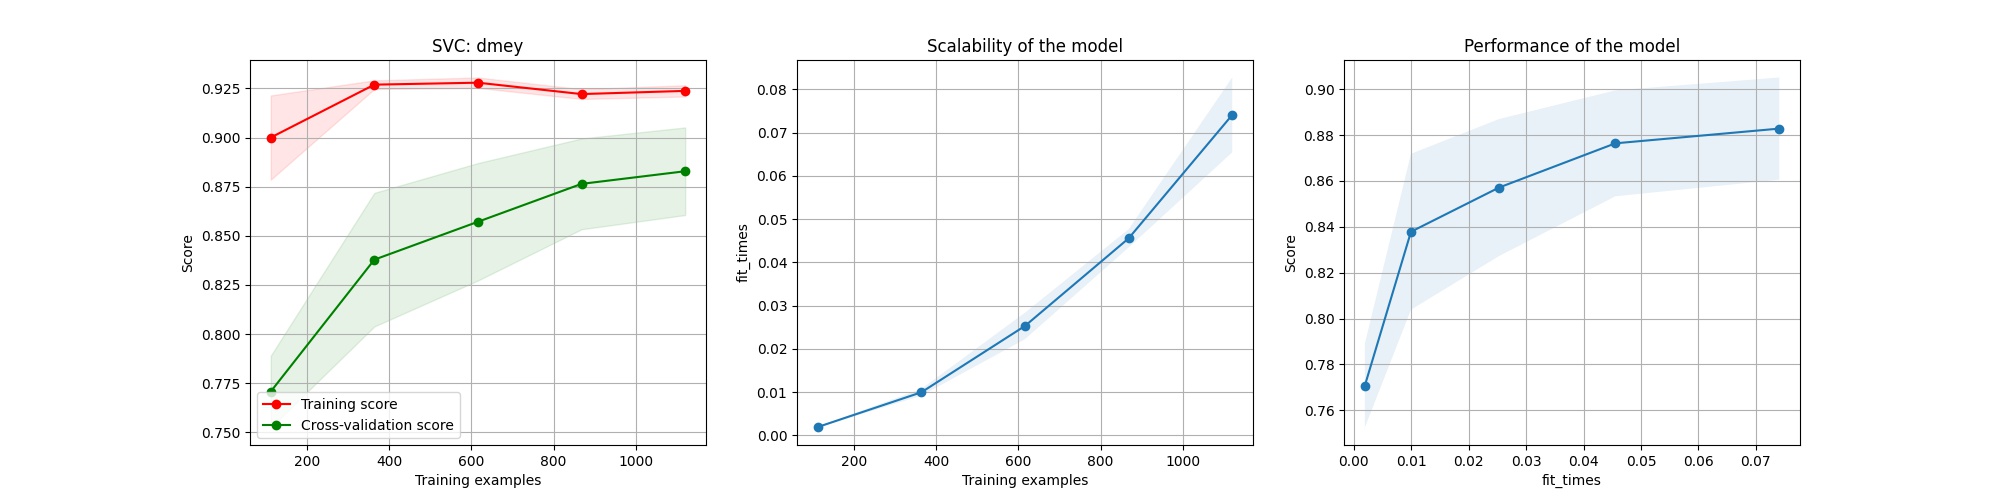 SVC: dmey
0.925
0.900
0.875
0.850
0.825
0.800
0.775
0.750
Score
Training score
Cross-validation score
200 400 600 800 1000
Training examples
Scalability of the model
0.08
0.07
0.06
0.05
0.04
0.03
0.02
0.01
0.00
fit_times
200 400 600 800 1000
Training examples
Performance of the model
0.90
0.88
0.86
0.84
0.82
0.80
0.78
0.76
Score
0.00 0.01 0.02 0.03 0.04 0.05 0.06 0.07
fit_times